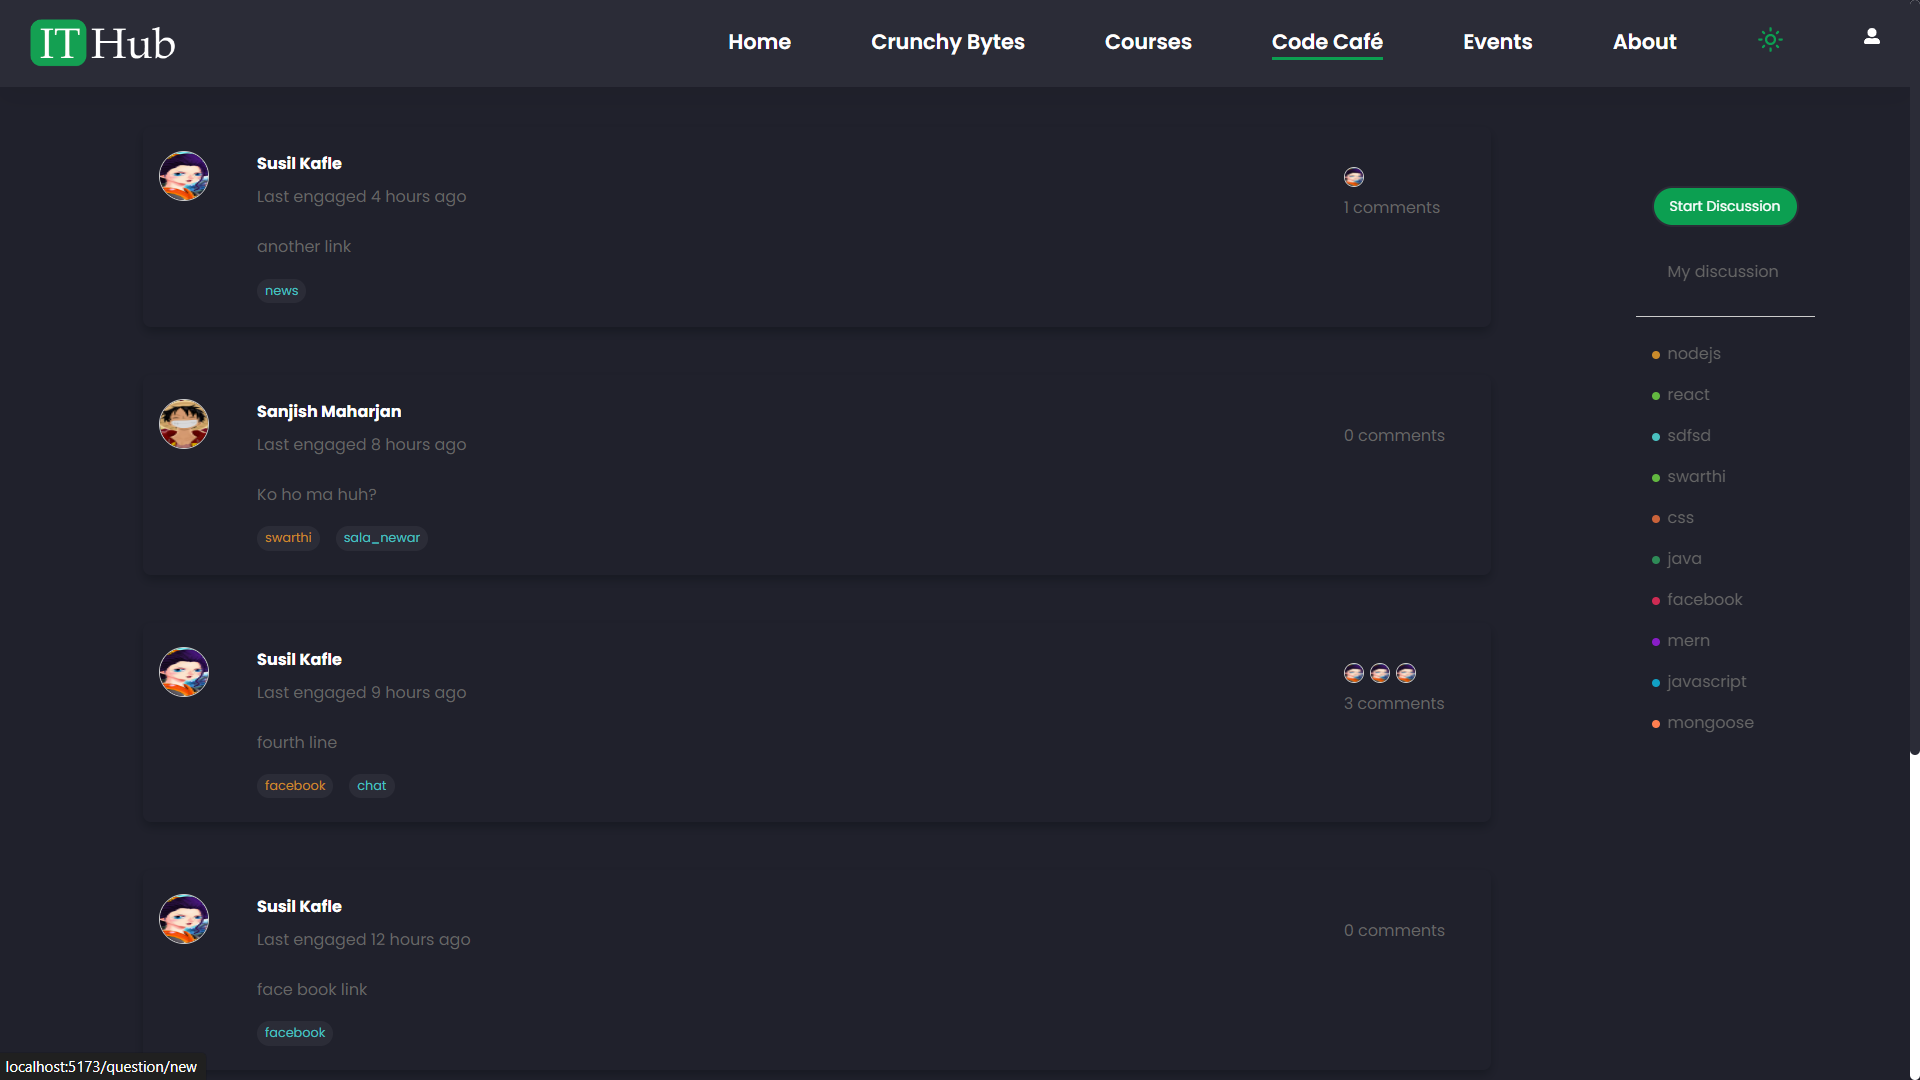 IT Hub
Home Crunchy Bytes Courses Code Café Events About
Susil Kafle
Last engaged 4 hours ago
1 comments
another link
news
Sanjish Maharjan
Last engaged 8 hours ago
0 comments
Ko ho ma huh?
swarthi sala_newar
Susil Kafle
Last engaged 9 hours ago
3 comments
fourth line
facebook chat
Susil Kafle
Last engaged 12 hours ago
0 comments
face book link
facebook
Start Discussion
My discussion
nodejs
react
sdfsd
swarthi
css
java
facebook
mern
javascript
mongoose
localhost:5173/question/new